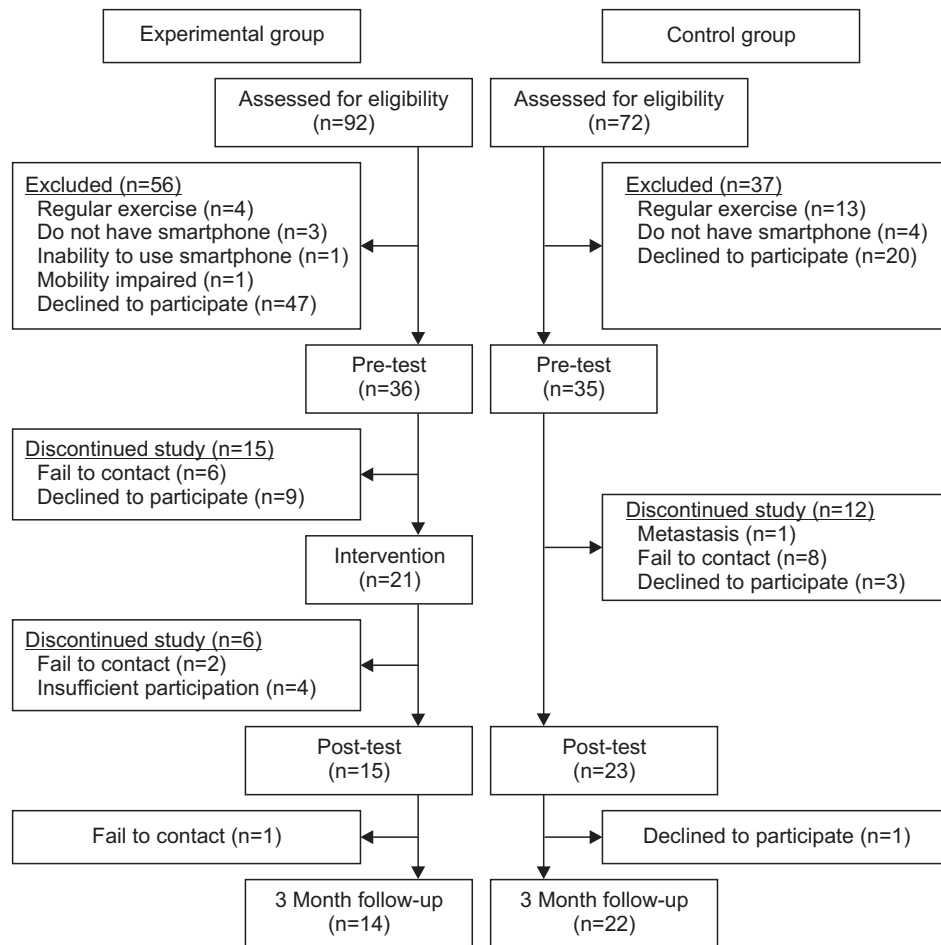 Experimental group
Control group
Assessed for eligibility
(n=92)
Assessed for eligibility
(n=72)
Excluded (n=56)
Regular exercise (n=4)
Do not have smartphone (n=3)
Inability to use smartphone (n=1)
Mobility impaired (n=1)
Declined to participate (n=47)
Excluded (n=37)
Regular exercise (n=13)
Do not have smartphone (n=4)
Declined to participate (n=20)
Pre-test
(n=36)
Pre-test
(n=35)
Discontinued study (n=15)
Fail to contact (n=6)
Declined to participate (n=9)
Discontinued study (n=12)
Metastasis (n=1)
Fail to contact (n=8)
Declined to participate (n=3)
Intervention
(n=21)
Discontinued study (n=6)
Fail to contact (n=2)
Insufficient participation (n=4)
Post-test
(n=15)
Post-test
(n=23)
Fail to contact (n=1)
Declined to participate (n=1)
3 Month follow-up
(n=14)
3 Month follow-up
(n=22)